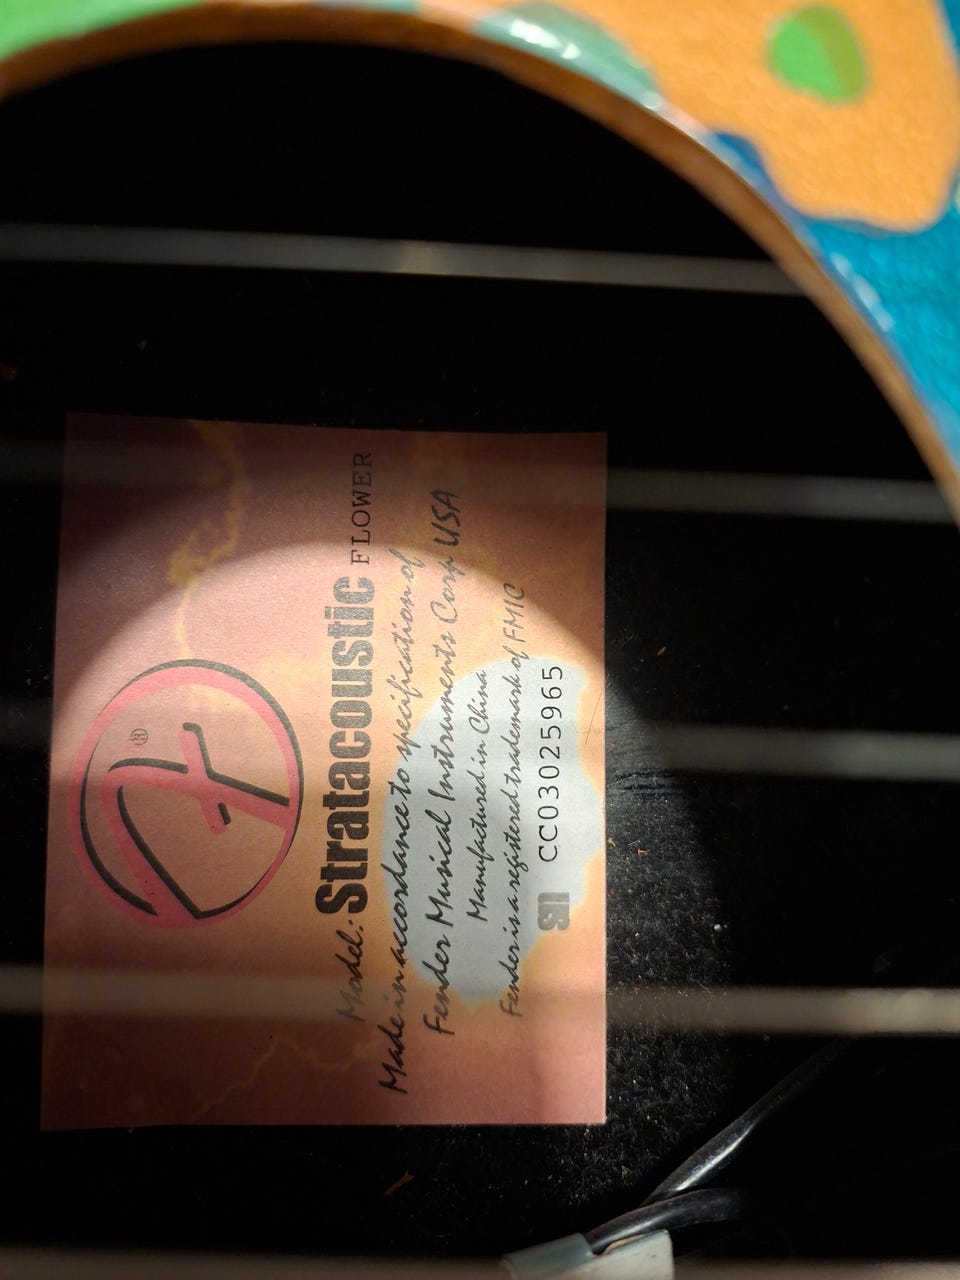 ®
Model: Stratacoustic FLOWER
Made in accordance to specification of
Fender Musical Instruments Corp USA
Manufactured in China
Fender is a registered trademark of FMIC
SN CC03025965